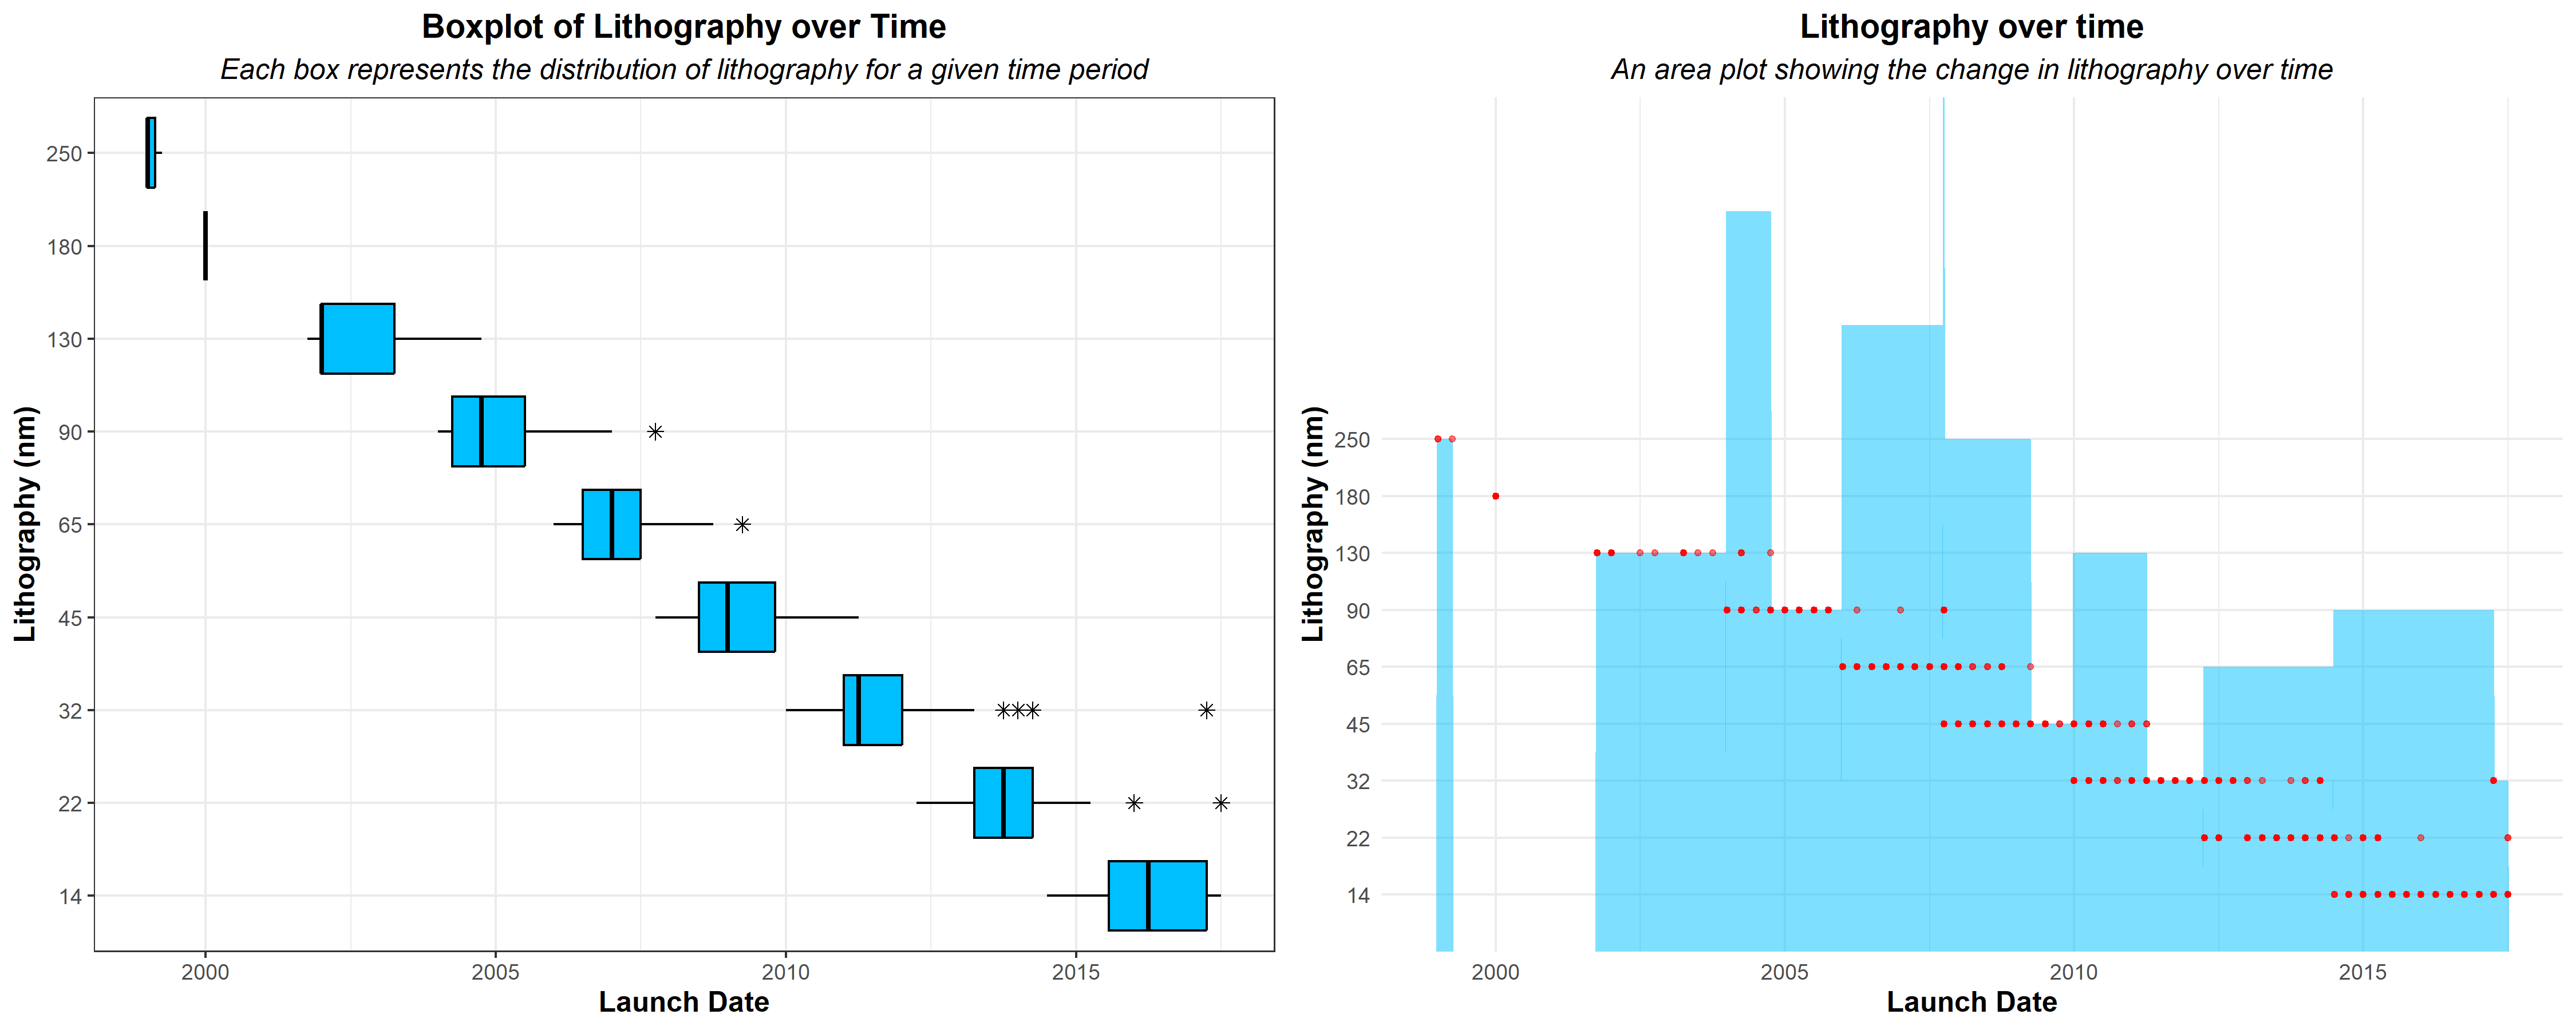 Boxplot of Lithography over Time
Each box represents the distribution of lithography for a given time period
Lithography (nm)
250
180
130
90
65
45
32
22
14
2000 2005 2010 2015
Launch Date
Lithography over time
An area plot showing the change in lithography over time
Lithography (nm)
250
180
130
90
65
45
32
22
14
2000 2005 2010 2015
Launch Date